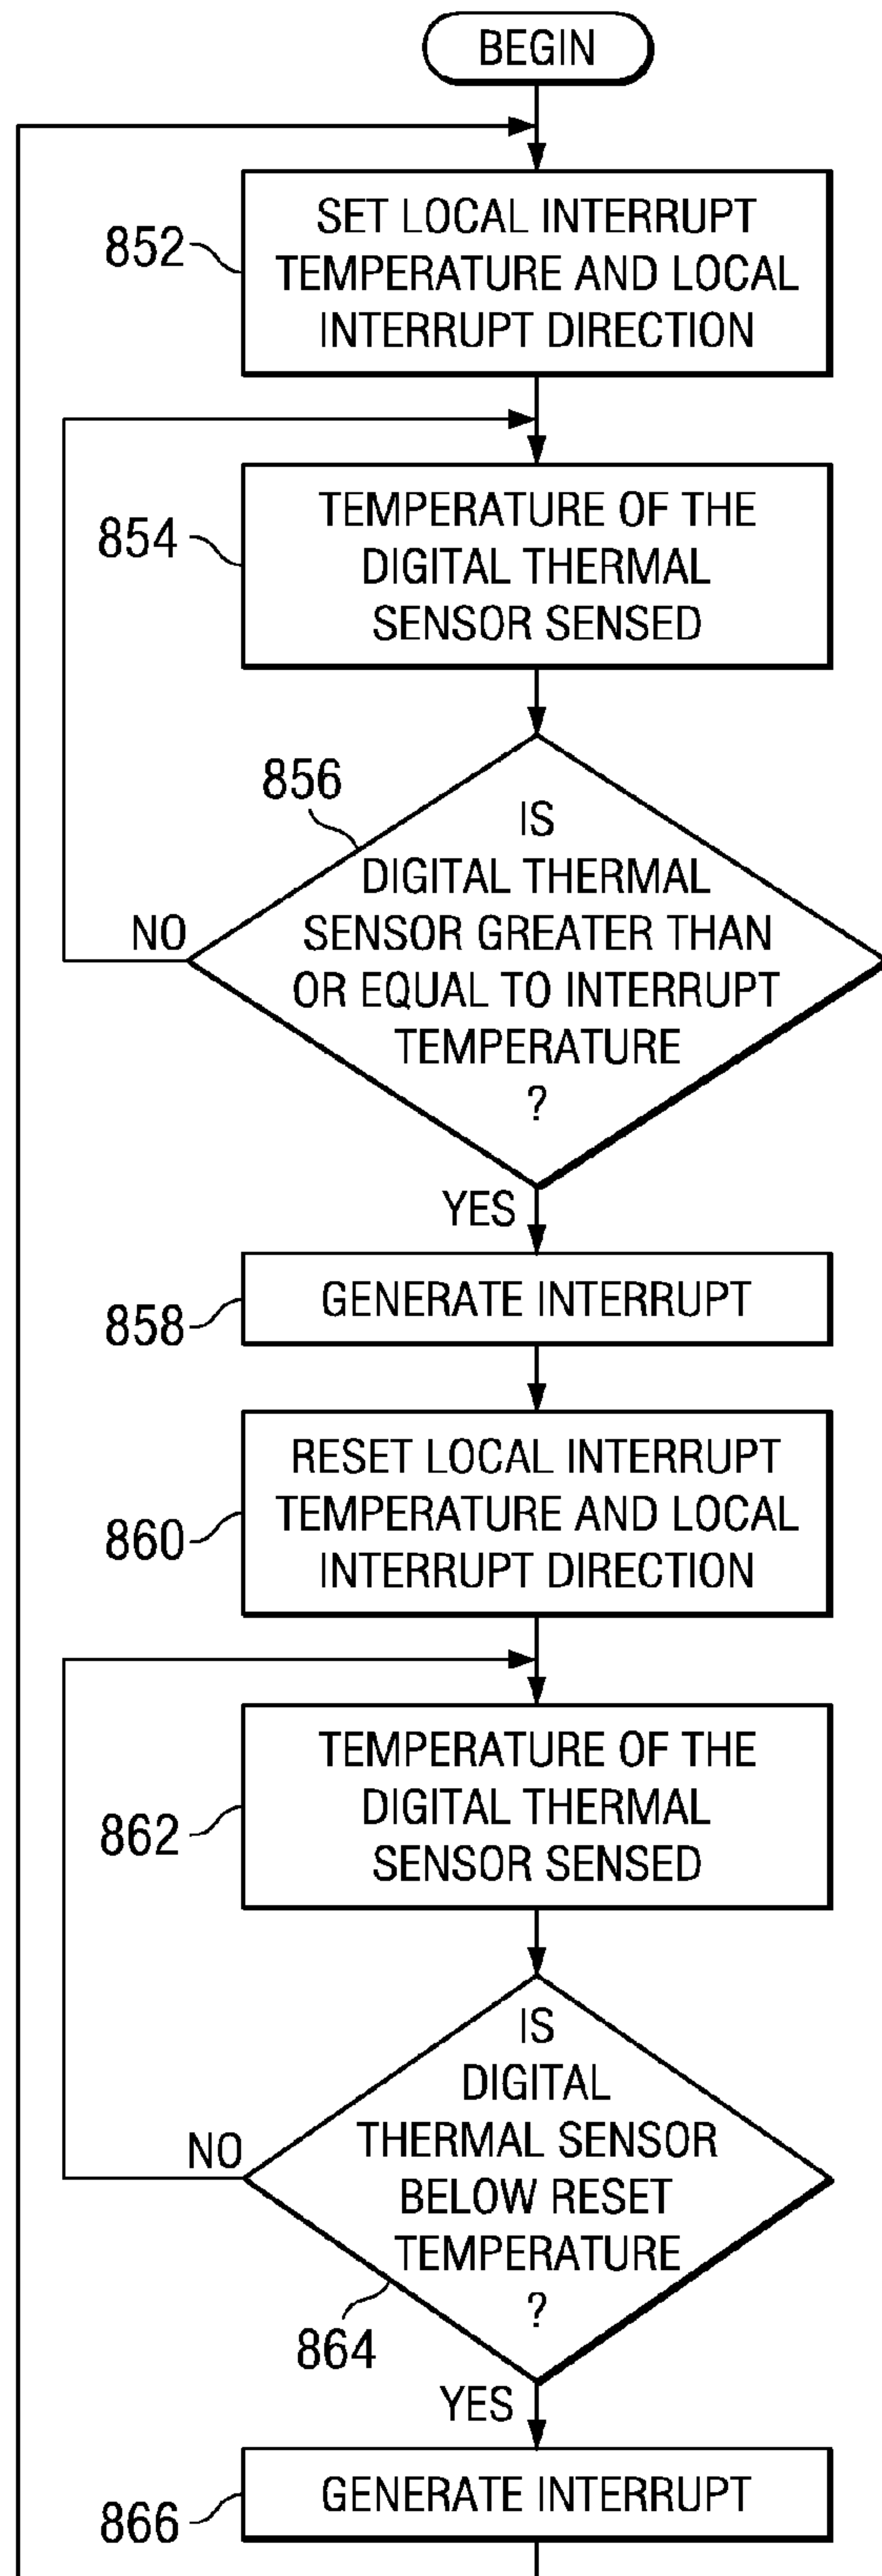 BEGIN
852
SET LOCAL INTERRUPT
TEMPERATURE AND LOCAL
INTERRUPT DIRECTION
854
TEMPERATURE OF THE
DIGITAL THERMAL
SENSOR SENSED
856
IS
DIGITAL THERMAL
SENSOR GREATER THAN
OR EQUAL TO INTERRUPT
TEMPERATURE
?
NO
YES
858
GENERATE INTERRUPT
860
RESET LOCAL INTERRUPT
TEMPERATURE AND LOCAL
INTERRUPT DIRECTION
862
TEMPERATURE OF THE
DIGITAL THERMAL
SENSOR SENSED
IS
DIGITAL
THERMAL SENSOR
BELOW RESET
TEMPERATURE
?
NO
864
YES
866
GENERATE INTERRUPT